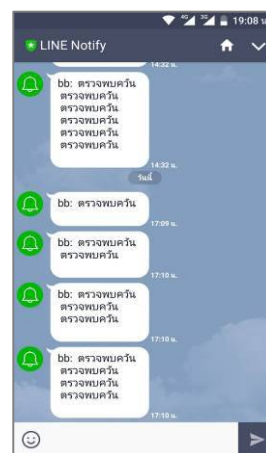 4G 3G 19:08 น
LINE Notify
14:32 น.
bb: ตรวจพบควัน
ตรวจพบควัน
ตรวจพบควัน
ตรวจพบควัน
ตรวจพบควัน
ตรวจพบควัน
14:32 น.
วันนี้
bb: ตรวจพบควัน
17:09 น.
bb: ตรวจพบควัน
ตรวจพบควัน
17:10 น.
bb: ตรวจพบควัน
ตรวจพบควัน
ตรวจพบควัน
17:10 น.
bb: ตรวจพบควัน
ตรวจพบควัน
ตรวจพบควัน
ตรวจพบควัน
17:10 น.